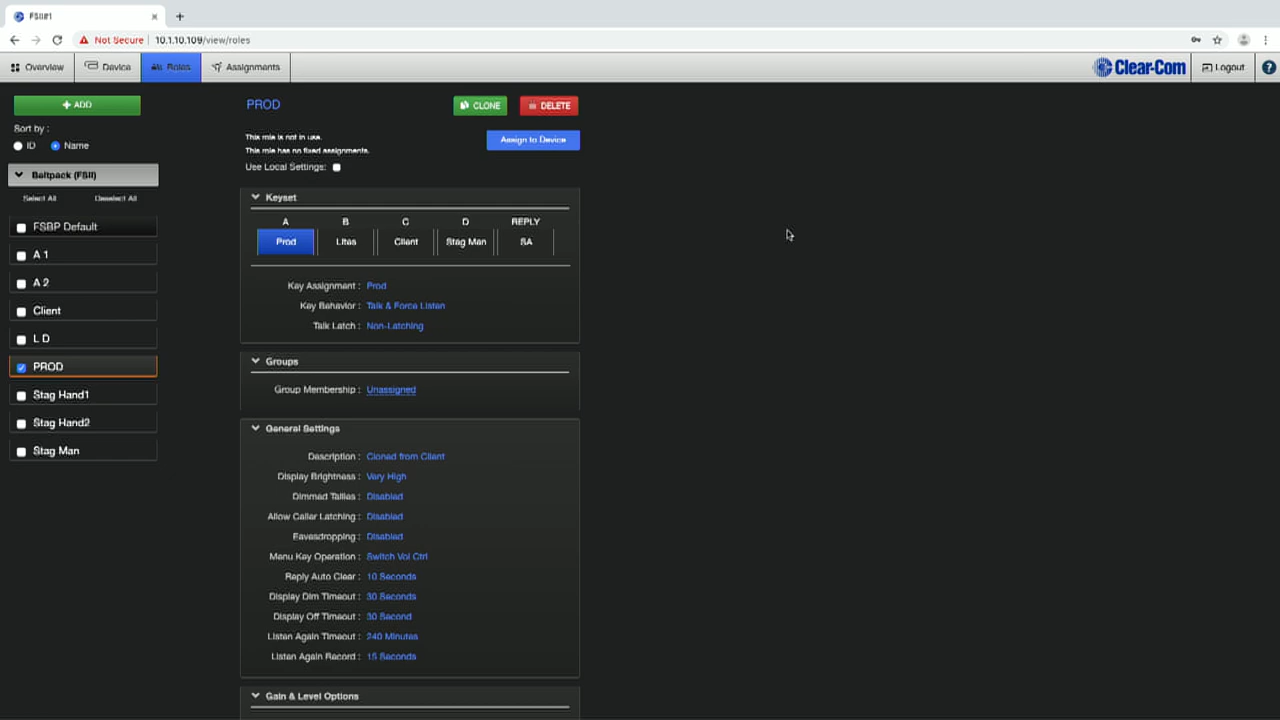 FSII#1
Not Secure
10.1.10.109/view/roles
Overview
Device
Roles
Assignments
Clear-Com
Logout
?
+ ADD
Sort by :
ID
Name
Beltpack (FSII)
Select All
Deselect All
FSBP Default
A 1
A 2
Client
L D
PROD
Stag Hand1
Stag Hand2
Stag Man
PROD
CLONE
DELETE
This role is not in use.
This role has no fixed assignments.
Assign to Device
Use Local Settings:
Keyset
A B C D REPLY
Prod Lites Client Stag Man SA
Key Assignment : Prod
Key Behavior : Talk & Force Listen
Talk Latch : Non-Latching
Groups
Group Membership : Unassigned
General Settings
Description : Cloned from Client
Display Brightness : Very High
Dimmed Tallies : Disabled
Allow Caller Latching : Disabled
Eavesdropping : Disabled
Menu Key Operation : Switch Vol Ctrl
Reply Auto Clear : 10 Seconds
Display Dim Timeout : 30 Seconds
Display Off Timeout : 30 Second
Listen Again Timeout : 240 Minutes
Listen Again Record : 15 Seconds
Gain & Level Options